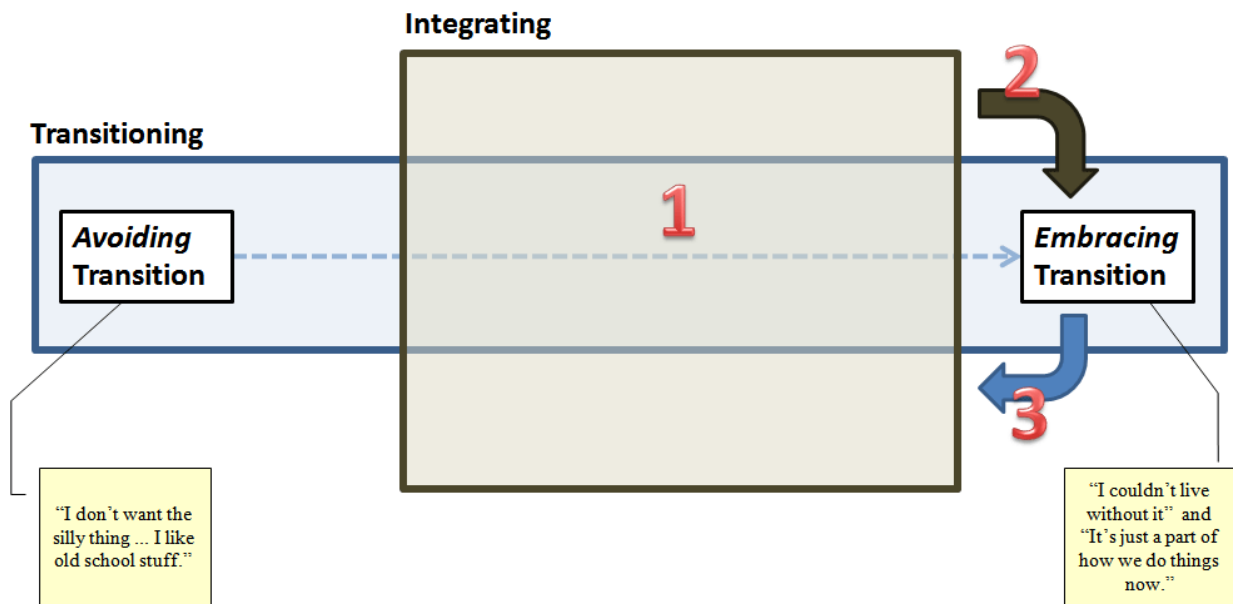 Integrating
2
Transitioning
1
Avoiding
Transition
Embracing
Transition
3
“I don’t want the
silly thing ... I like
old school stuff.”
“I couldn’t live
without it” and
“It’s just a part of
how we do things
now.”